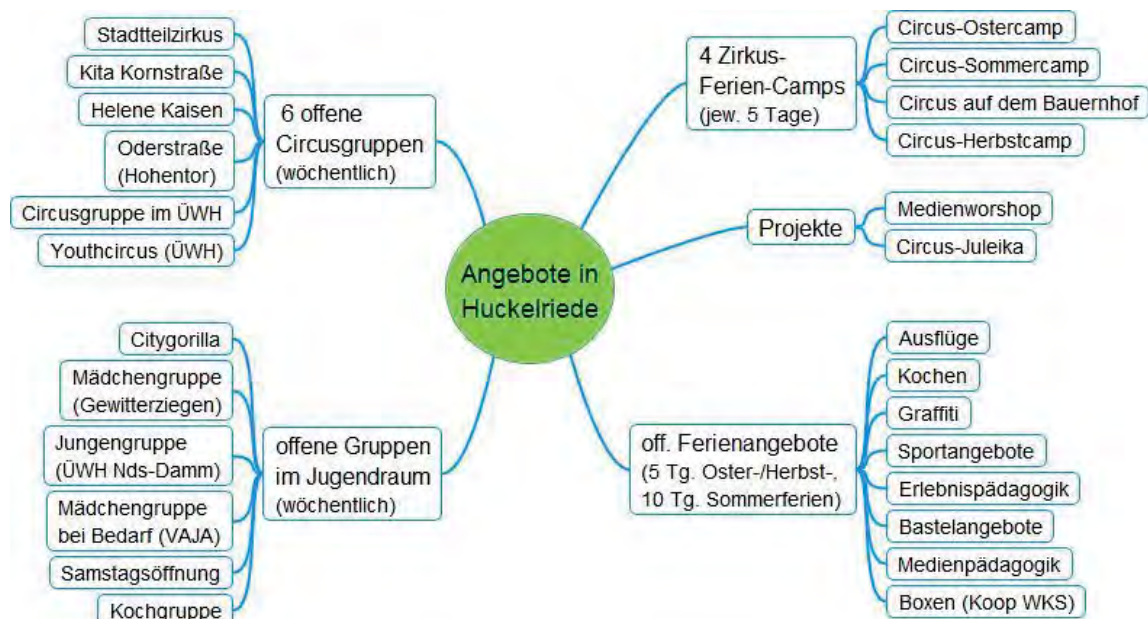 Stadtteilzirkus
Kita Kornstraße
Helene Kaisen
Oderstraße
(Hohentor)
Circusgruppe im ÜWH
Youthcircus (ÜWH)
6 offene
Circusgruppen
(wöchentlich)
4 Zirkus-
Ferien-Camps
(jew. 5 Tage)
Circus-Ostercamp
Circus-Sommercamp
Circus auf dem Bauernhof
Circus-Herbstcamp
Projekte
Medienworshop
Circus-Juleika
Angebote in
Huckelriede
Citygorilla
Mädchengruppe
(Gewitterziegen)
Jungengruppe
(ÜWH Nds-Damm)
Mädchengruppe
bei Bedarf (VAJA)
Samstagsöffnung
Kochgruppe
offene Gruppen
im Jugendraum
(wöchentlich)
off. Ferienangebote
(5 Tg. Oster-/Herbst-,
10 Tg. Sommerferien)
Ausflüge
Kochen
Graffiti
Sportangebote
Erlebnispädagogik
Bastelangebote
Medienpädagogik
Boxen (Koop WKS)